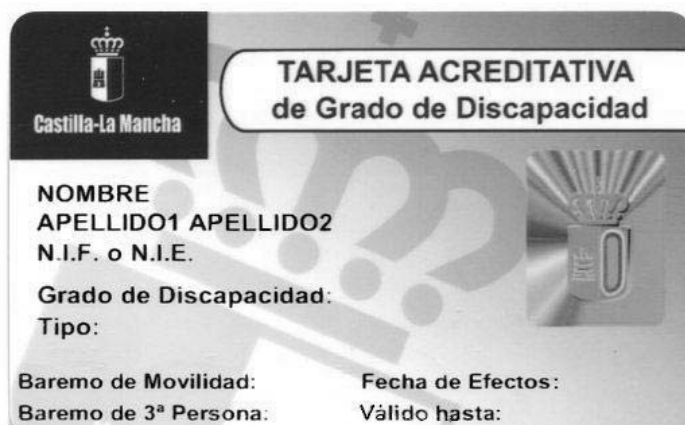 Castilla-La Mancha
TARJETA ACREDITATIVA
de Grado de Discapacidad
NOMBRE
APELLIDO1 APELLIDO2
N.I.F. o N.I.E.
Grado de Discapacidad:
Tipo:
Baremo de Movilidad:
Fecha de Efectos:
Baremo de 3ª Persona:
Válido hasta: